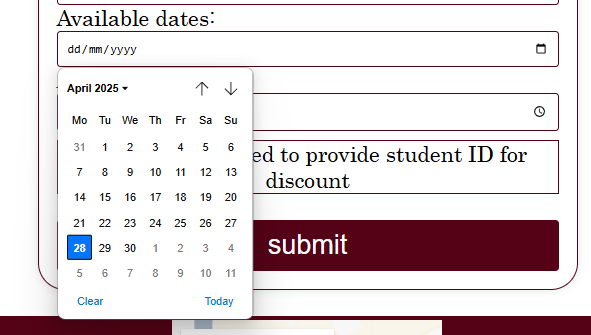 Available dates:
dd/mm/yyyy
April 2025
Mo Tu We Th Fr Sa Su
31 1 2 3 4 5 6
7 8 9 10 11 12 13
14 15 16 17 18 19 20
21 22 23 24 25 26 27
28 29 30 1 2 3 4
5 6 7 8 9 10 11
Clear Today
ed to provide student ID for
discount
submit